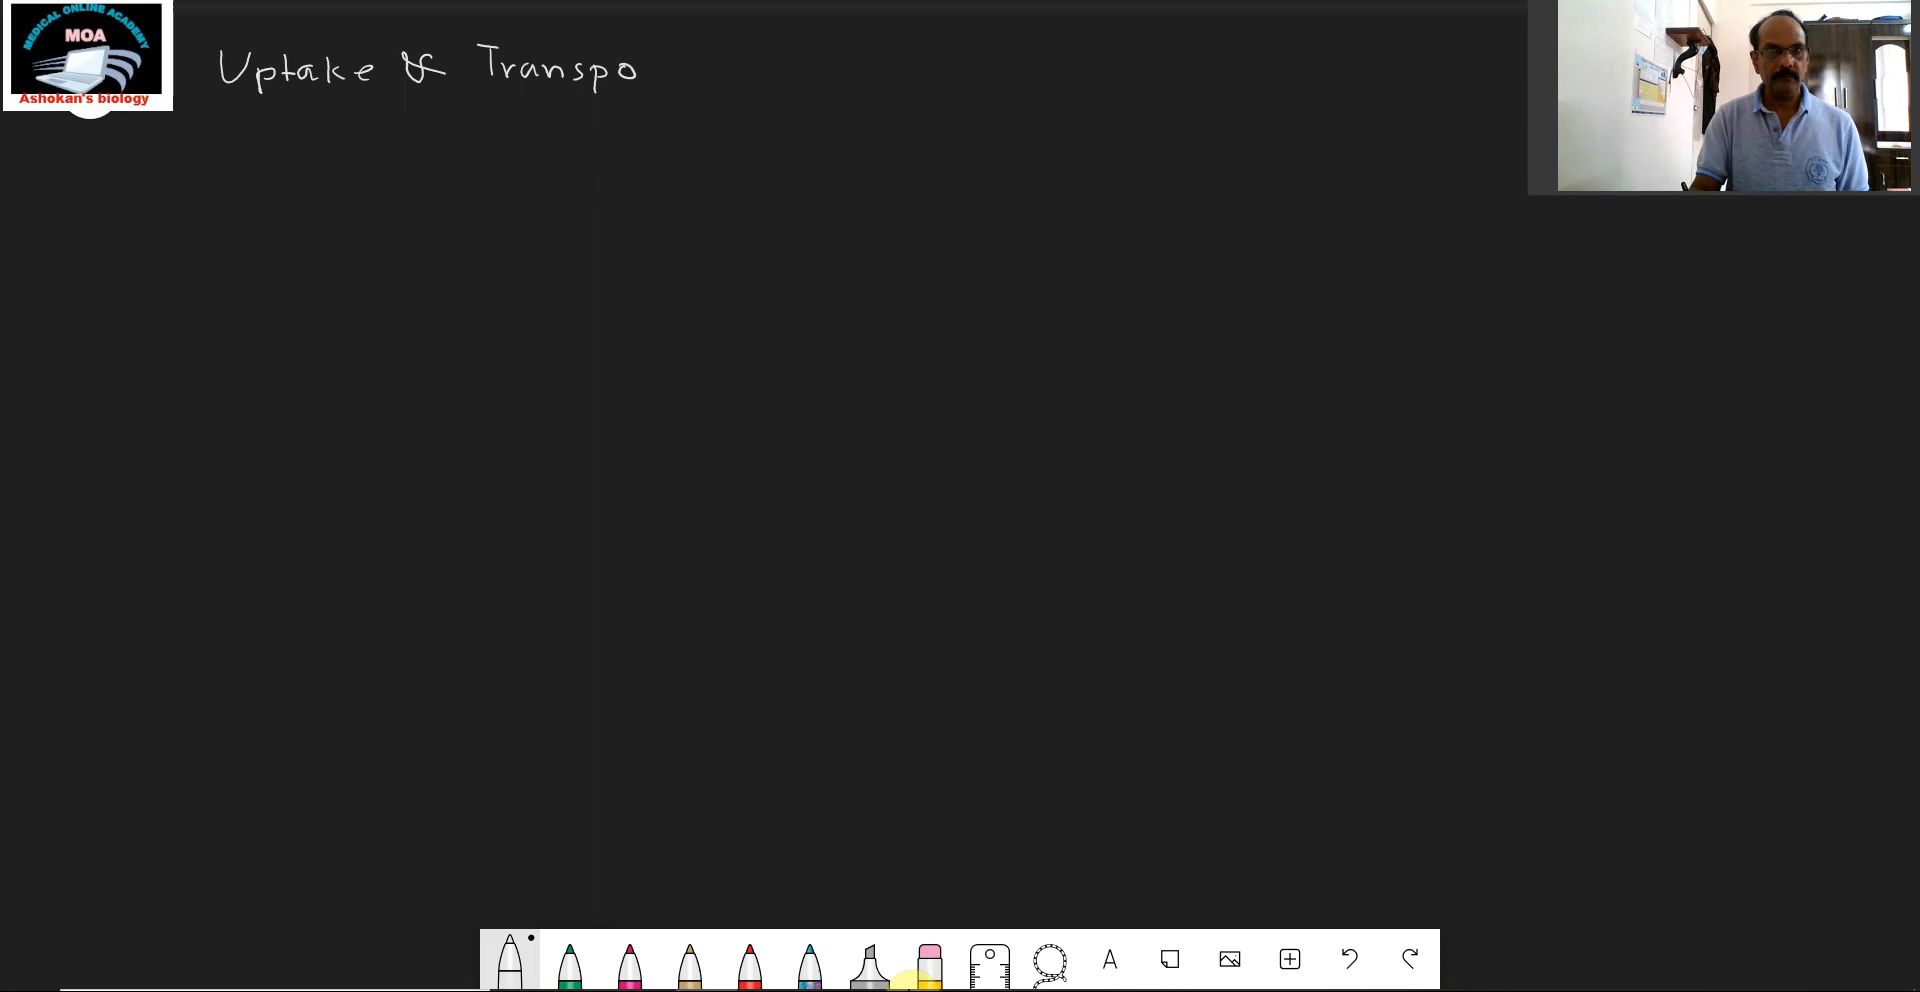 MEDICAL ONLINE ACADEMY
MOA
Ashokan's biology
Uptake & Transpo
A